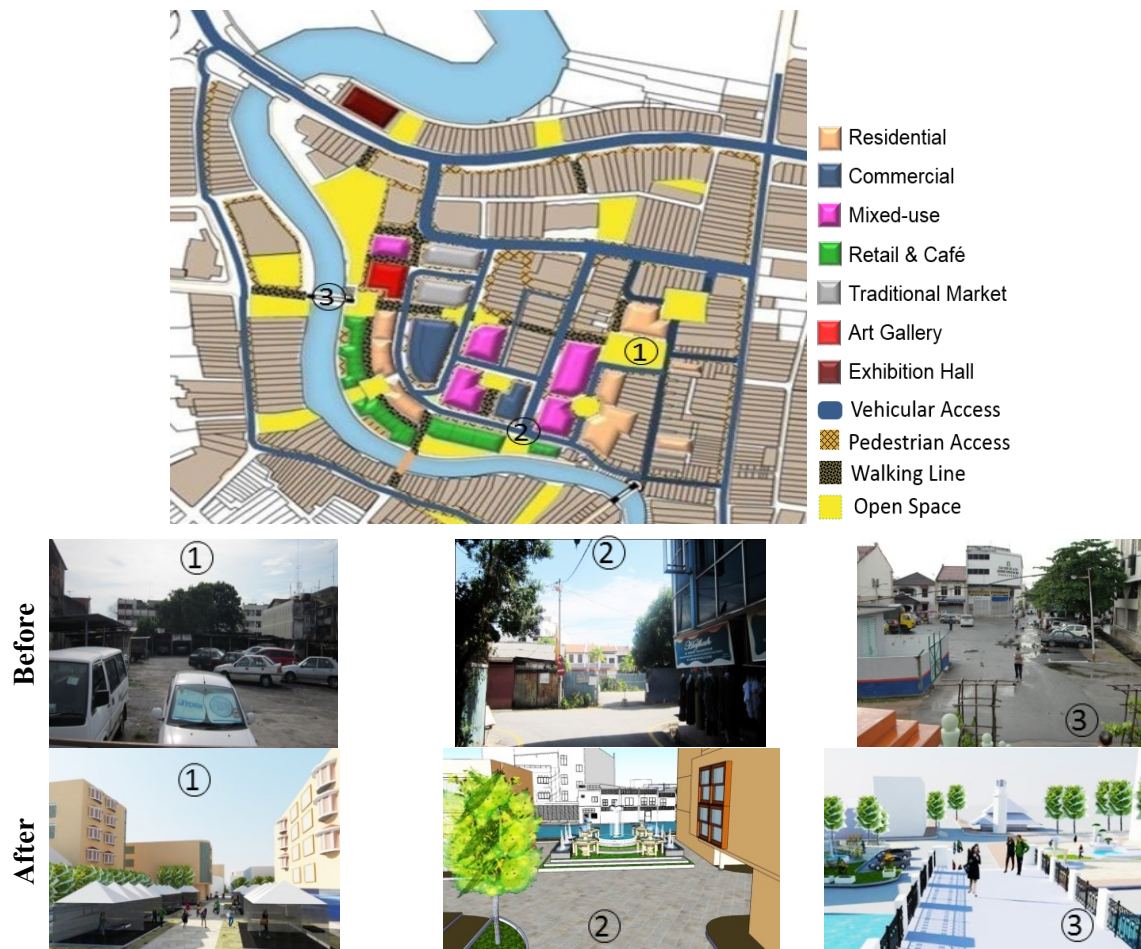 Residential
Commercial
Mixed-use
Retail & Café
Traditional Market
Art Gallery
Exhibition Hall
Vehicular Access
Pedestrian Access
Walking Line
Open Space
3
1
2
1
2
3
Before
1
2
3
After